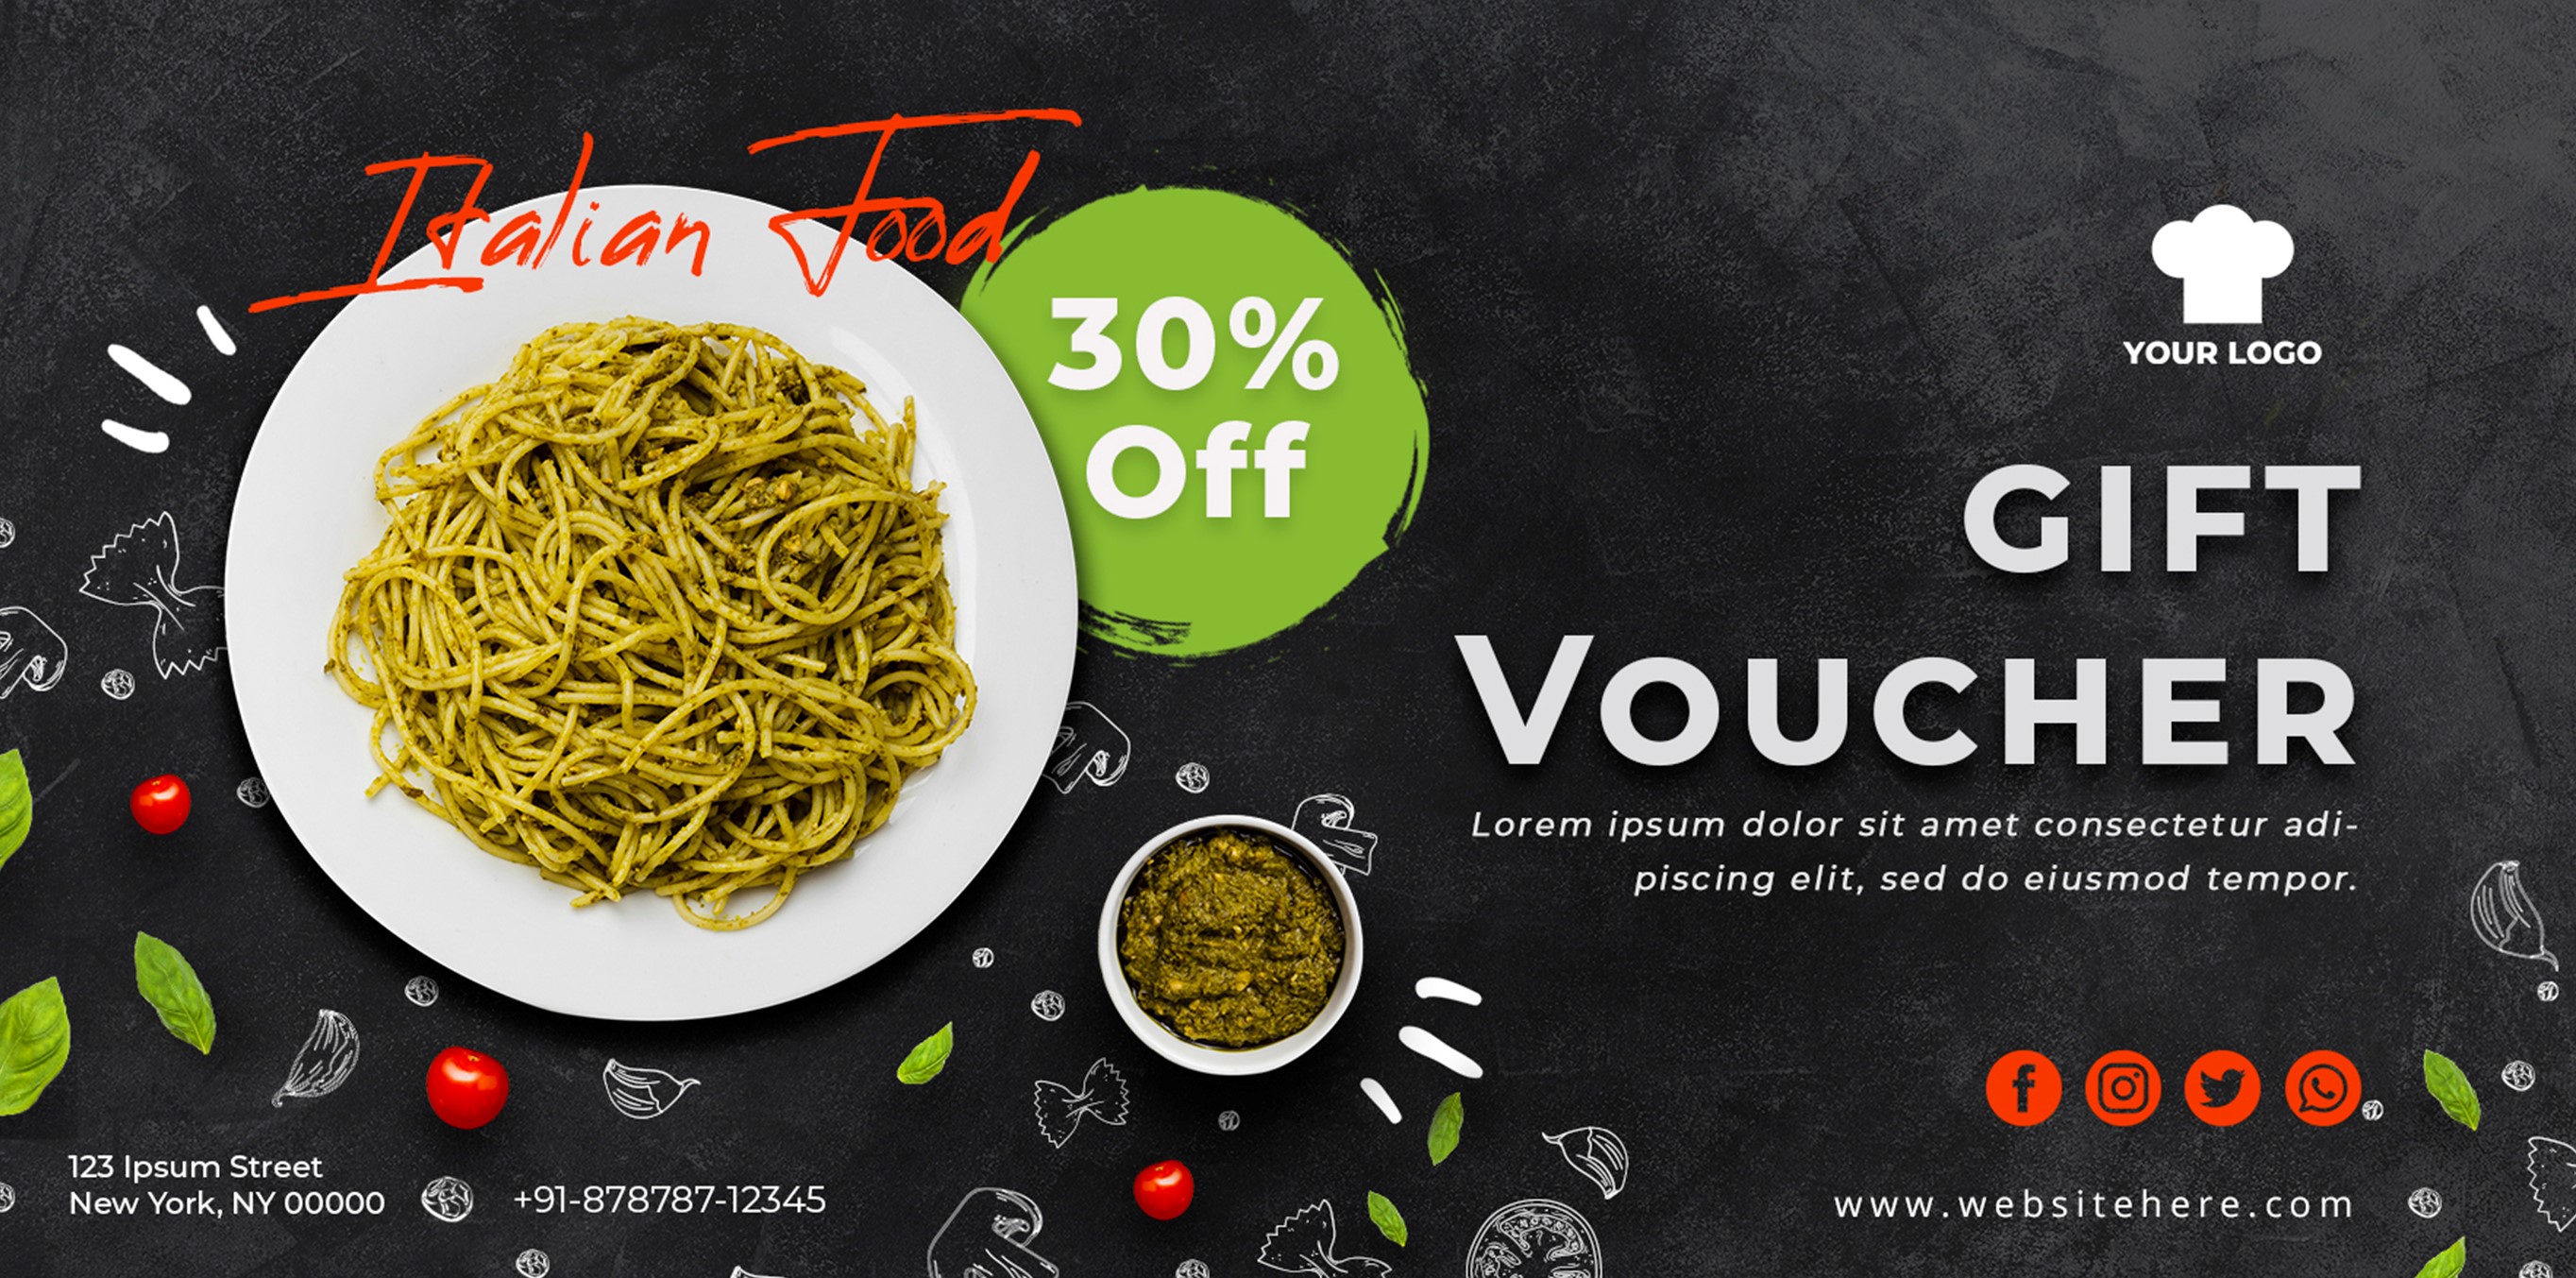 Italian Food
30%
Off
YOUR LOGO
GIFT
VOUCHER
Lorem ipsum dolor sit amet consectetur adi-
piscing elit, sed do eiusmod tempor.
123 Ipsum Street
New York, NY 00000
+91-878787-12345
www.websitehere.com